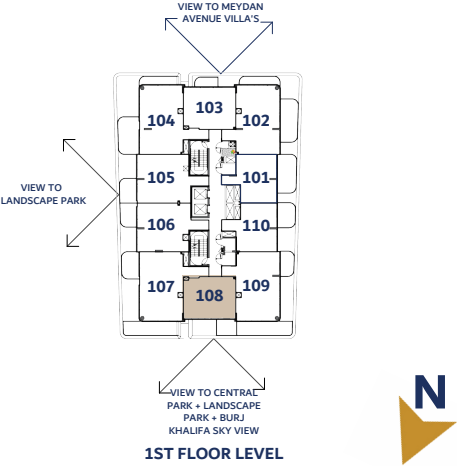 VIEW TO MEYDAN
AVENUE VILLA'S
103
104
102
105
101
VIEW TO
LANDSCAPE PARK
106
110
107
109
108
VIEW TO CENTRAL
PARK + LANDSCAPE
PARK + BURJ
KHALIFA SKY VIEW
1ST FLOOR LEVEL
N